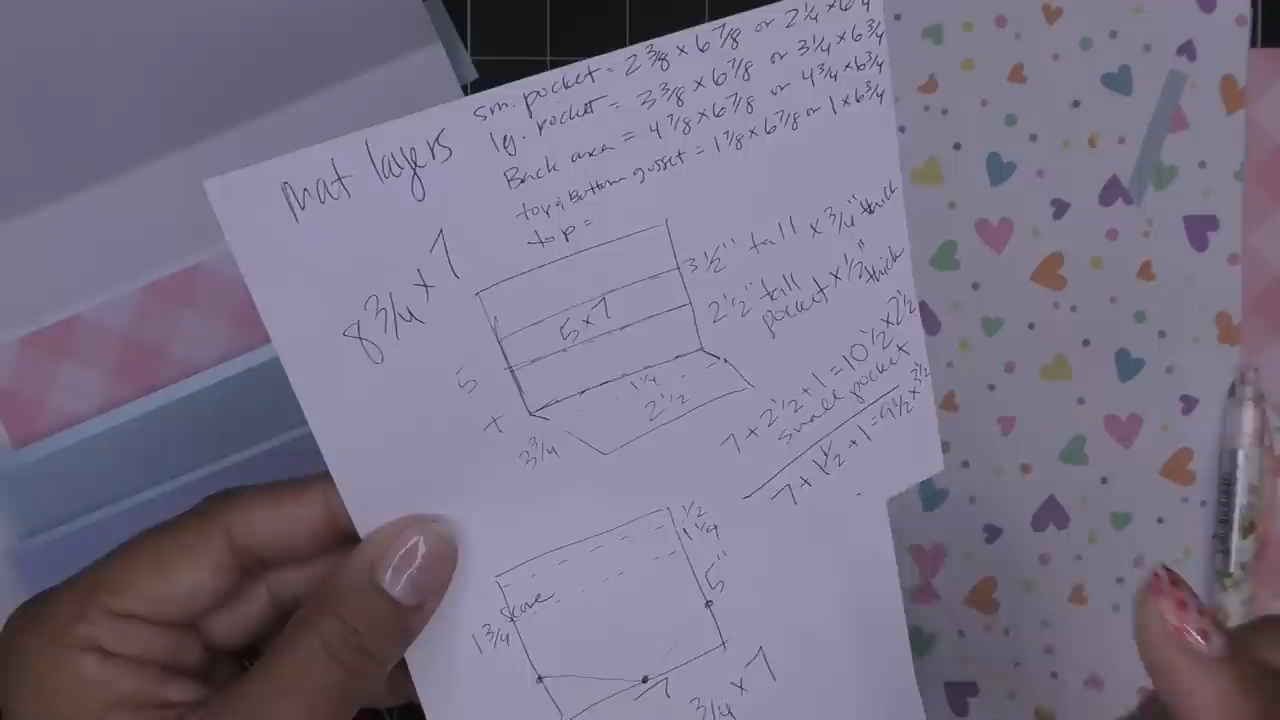 mat layers
sm. pocket = 2 3/8 x 6 7/8 or 2 1/4 x 6 3/4
lg. pocket = 3 3/8 x 6 7/8 or 3 1/4 x 6 3/4
Back area = 4 7/8 x 6 7/8 or 4 3/4 x 6 3/4
top & Bottom gusset = 1 7/8 x 6 7/8 or 1 x 6 3/4
top =
8 3/4 x 7
3 1/2" tall x 3/4" thick
5x7
2 1/2" tall
pocket x 1/2" thick
5
+
3 3/4
1 1/4
2 1/2
7 + 2 1/2 + 1 = 10 1/2 x 2 1/2
small pocket
7 + 1 1/2 + 1 = 9 1/2 x 3 1/2
1/2
1 1/4
5"
Score
1 3/4
7
3/4 x 7